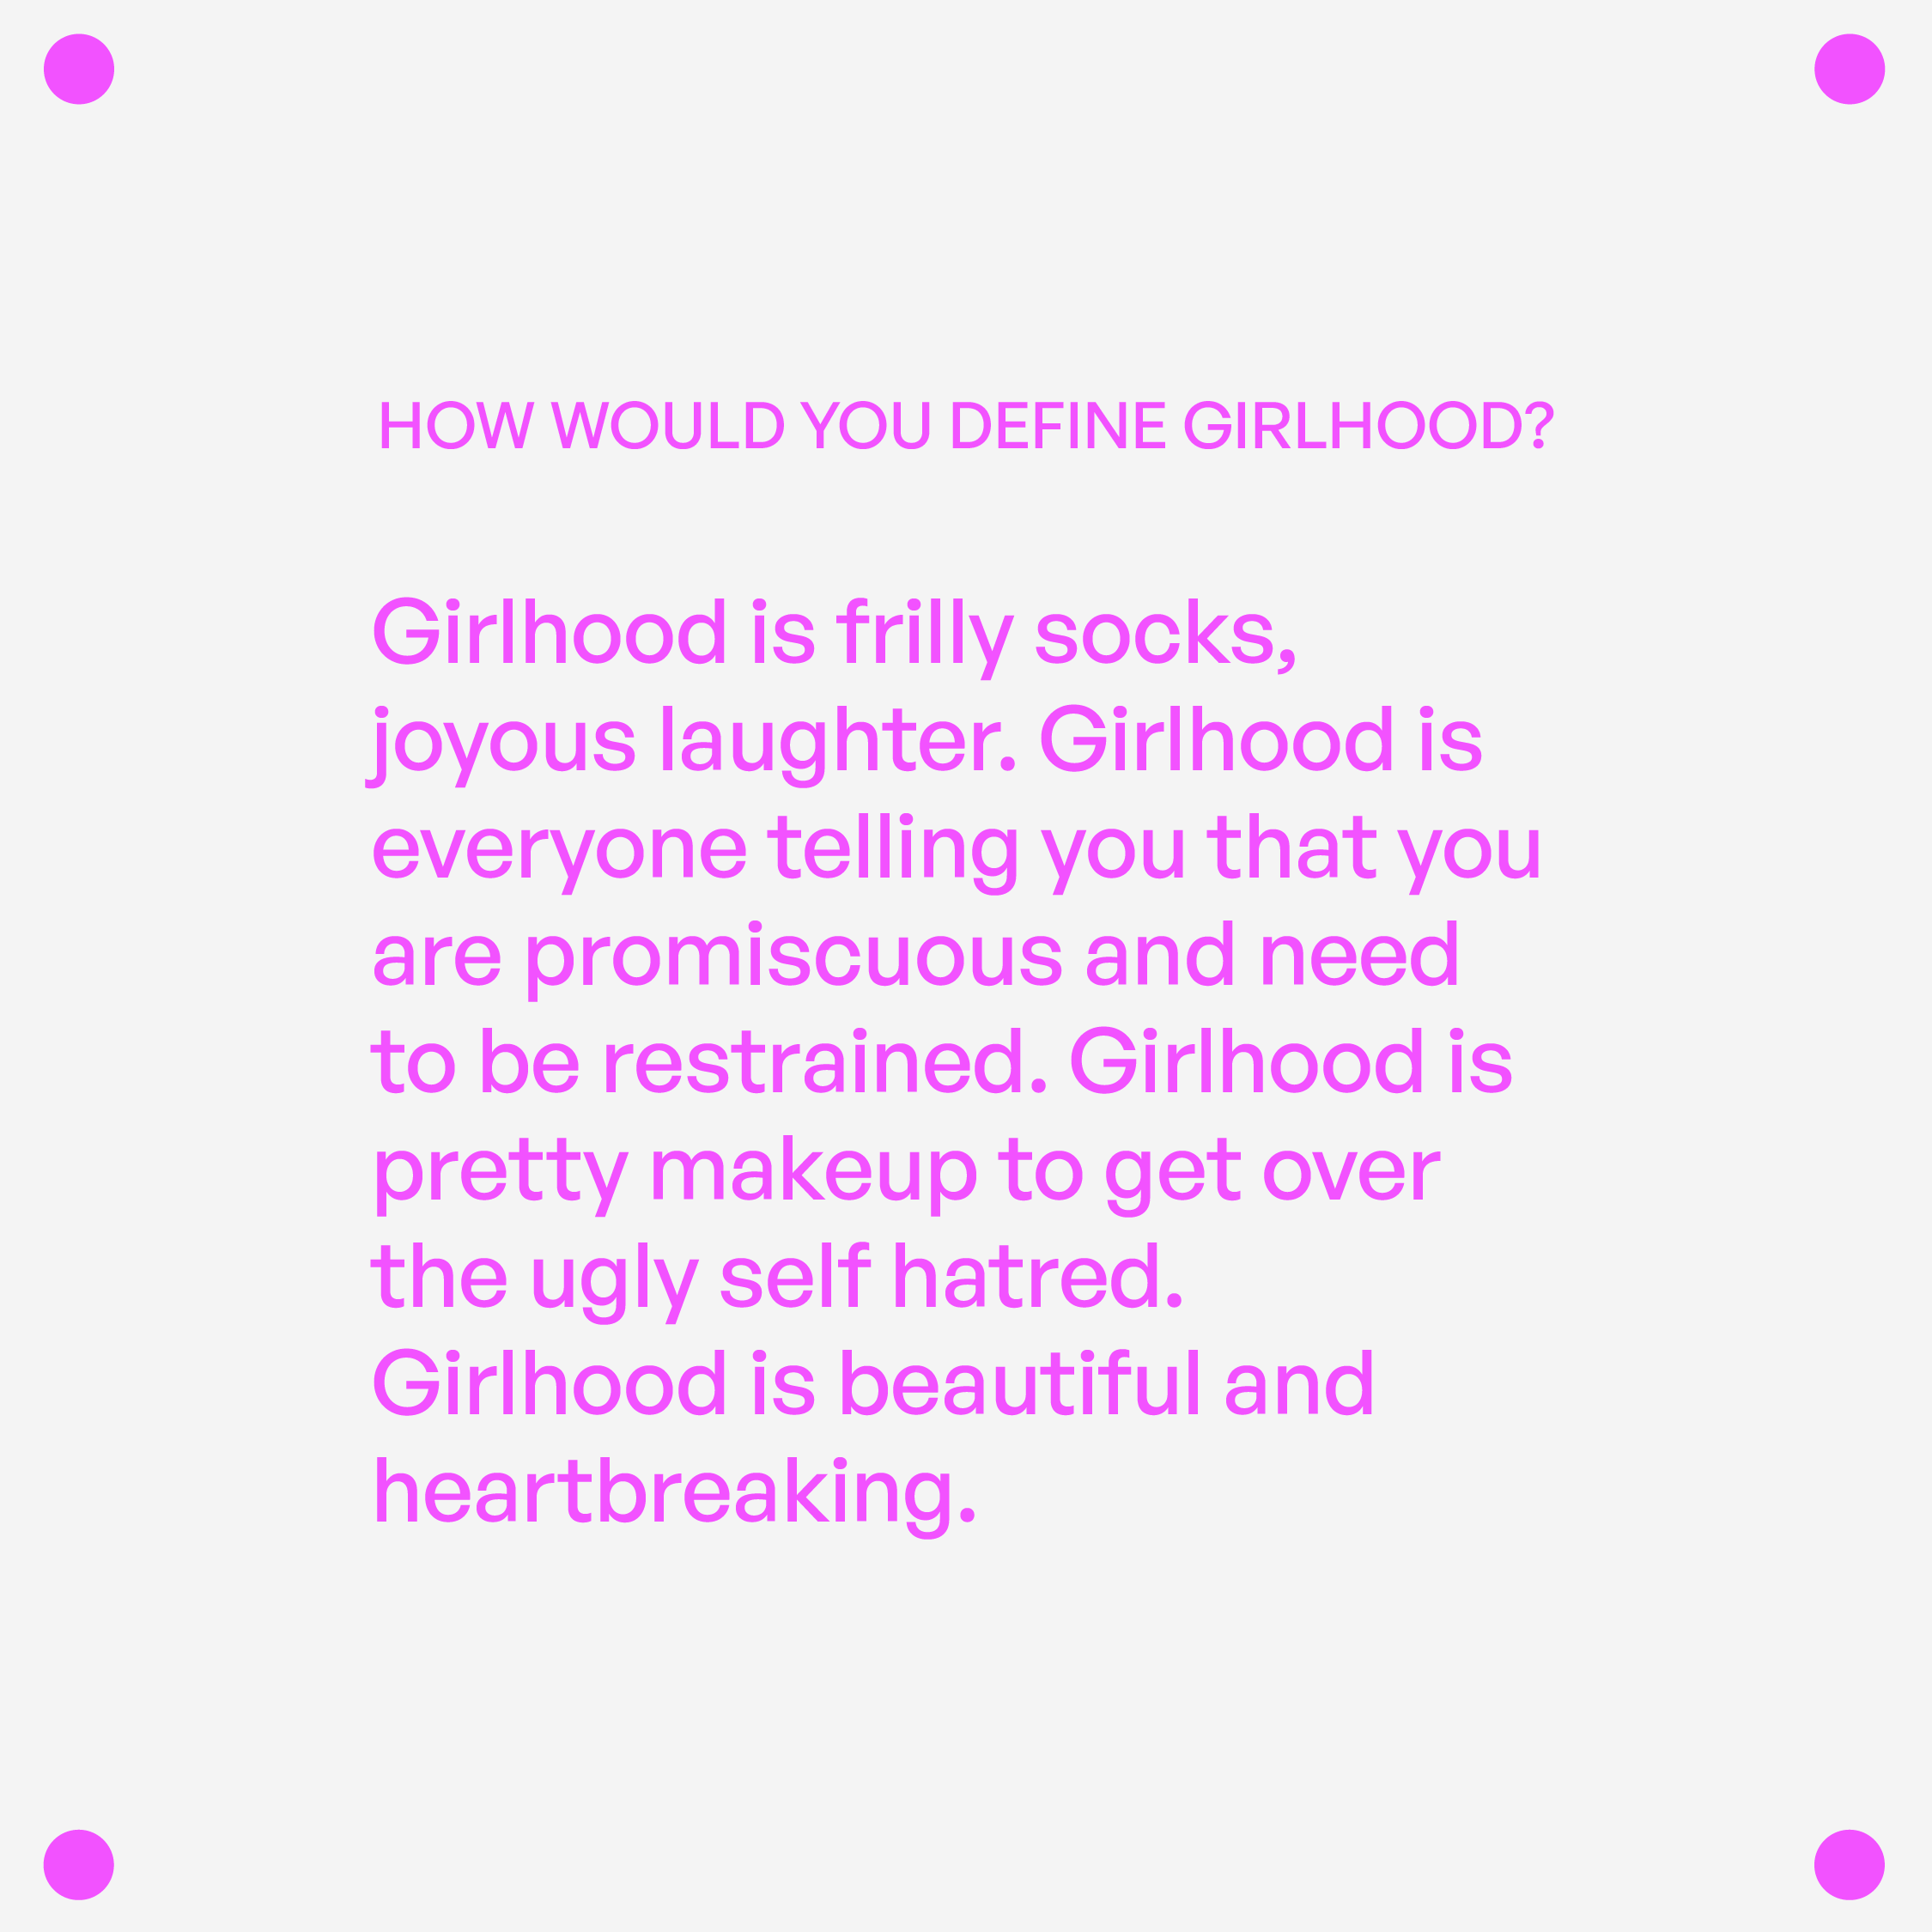 HOW WOULD YOU DEFINE GIRLHOOD?
Girlhood is frilly socks,
joyous laughter. Girlhood is
everyone telling you that you
are promiscuous and need
to be restrained. Girlhood is
pretty makeup to get over
the ugly self hatred.
Girlhood is beautiful and
heartbreaking.